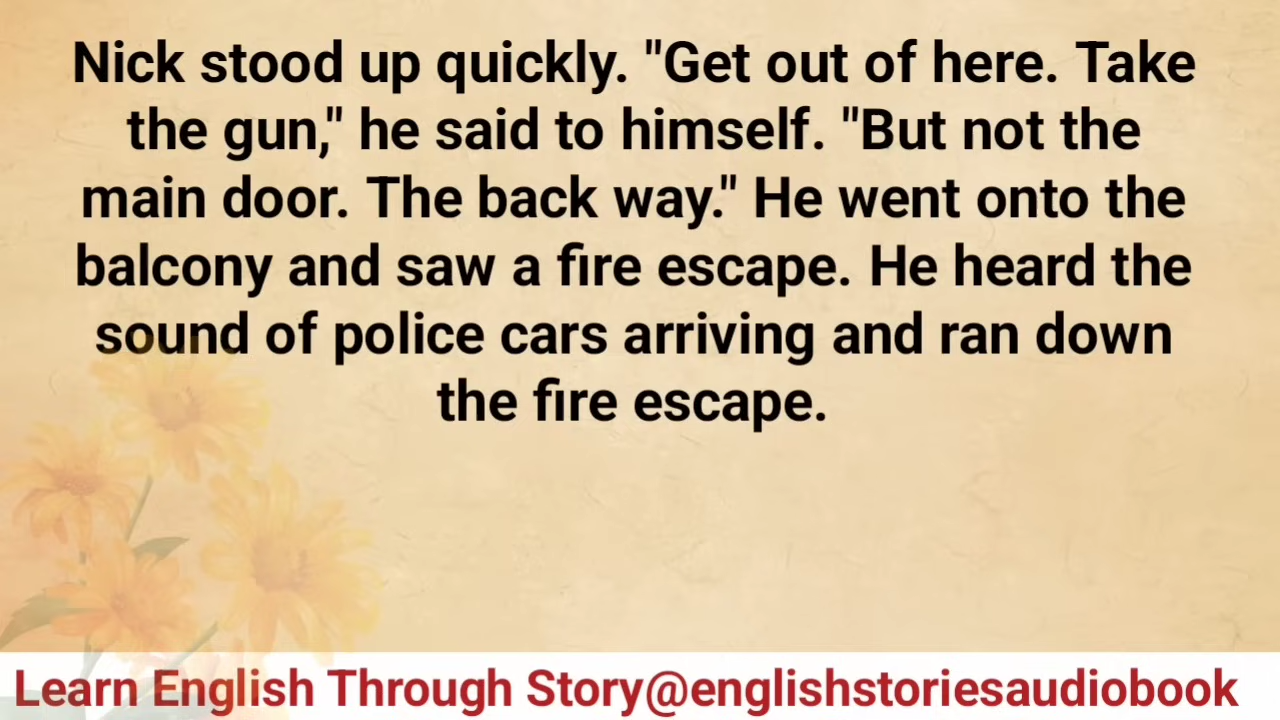 Nick stood up quickly. "Get out of here. Take
the gun," he said to himself. "But not the
main door. The back way." He went onto the
balcony and saw a fire escape. He heard the
sound of police cars arriving and ran down
the fire escape.
Learn English Through Story@englishstoriesaudiobook